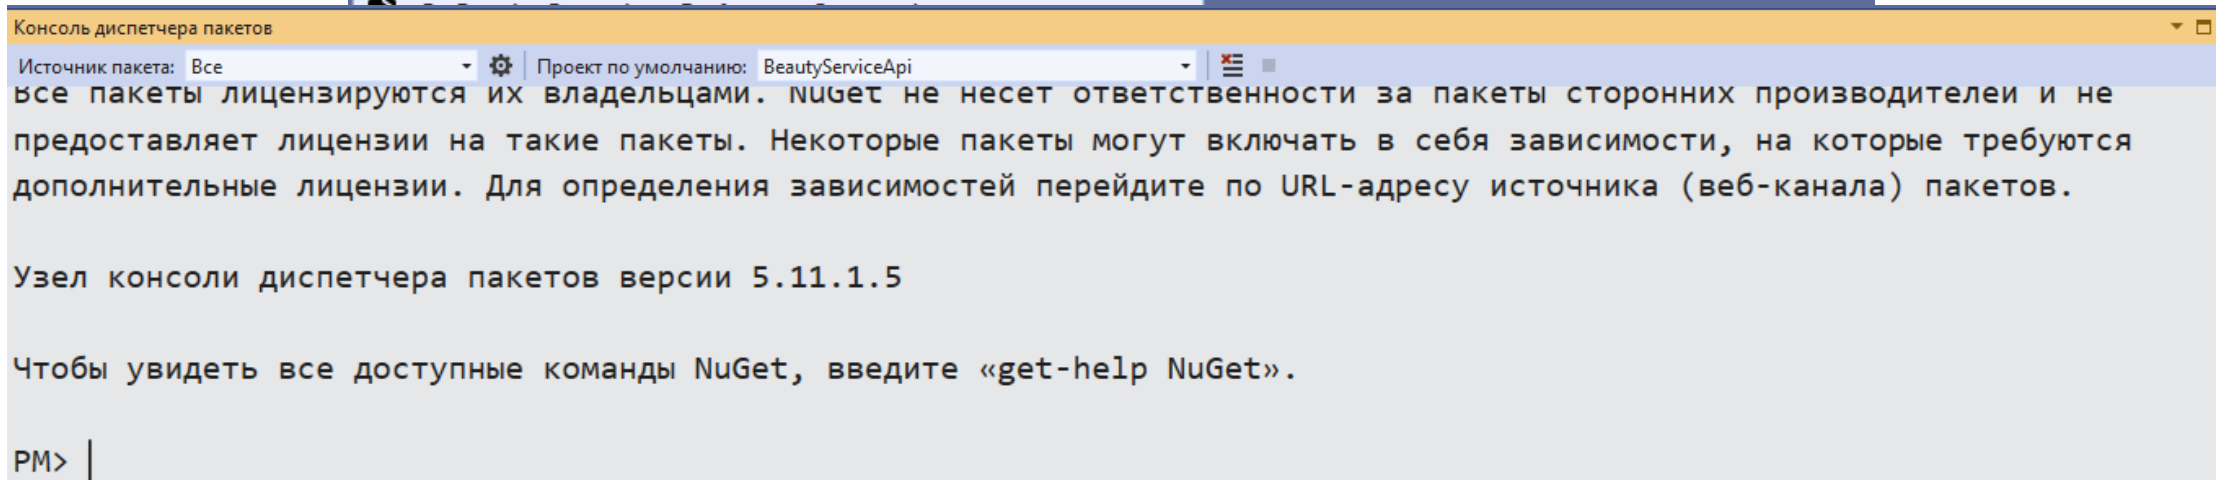 Консоль диспетчера пакетов
Источник пакета: Все Проект по умолчанию: BeautyServiceApi
Все пакеты лицензируются их владельцами. NuGet не несет ответственности за пакеты сторонних производителей и не
предоставляет лицензии на такие пакеты. Некоторые пакеты могут включать в себя зависимости, на которые требуются
дополнительные лицензии. Для определения зависимостей перейдите по URL-адресу источника (веб-канала) пакетов.
Узел консоли диспетчера пакетов версии 5.11.1.5
Чтобы увидеть все доступные команды NuGet, введите «get-help NuGet».
PM>